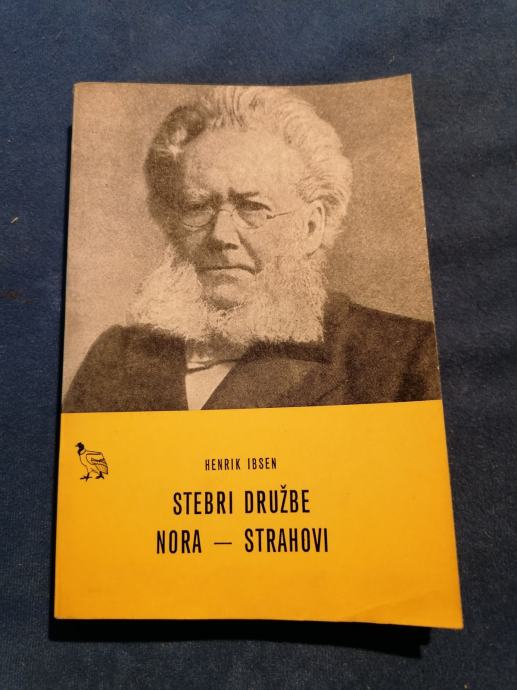 HENRIK IBSEN
STEBRI DRUŽBE
NORA — STRAHOVI